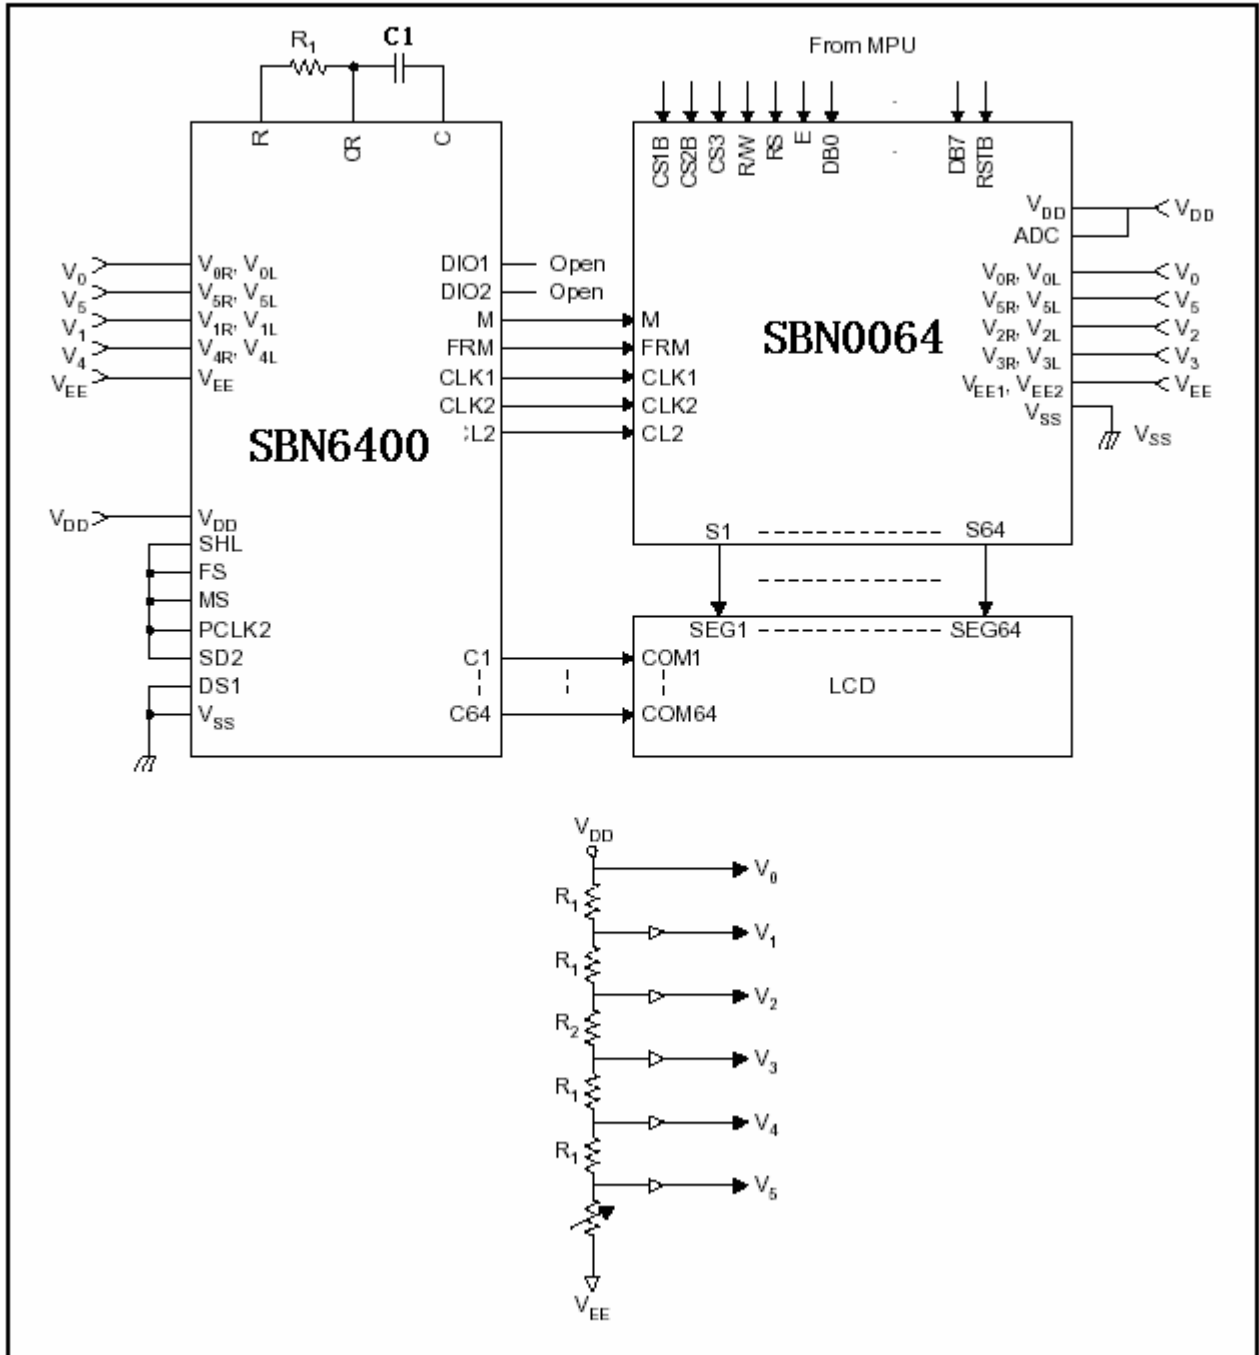 R1 C1
From MPU
R CR C
CS1B CS2B CS3 R/W RS E DB0 DB7 RSTB
VDD VDD
ADC
V0 V0R, V0L
V5 V5R, V5L
V1 V1R, V1L
V4 V4R, V4L
VEE VEE
DIO1 Open
DIO2 Open
M M
FRM FRM
CLK1 CLK1
CLK2 CLK2
CL2 CL2
SBN6400
SBN0064
V0R, V0L V0
V5R, V5L V5
V2R, V2L V2
V3R, V3L V3
VEE1, VEE2 VEE
VSS VSS
VDD VDD
SHL
FS
MS
PCLK2
SD2
DS1
VSS
S1 S64
SEG1 SEG64
C1 COM1
LCD
C64 COM64
VDD
V0
R1
V1
R1
V2
R2
V3
R1
V4
R1
V5
VEE